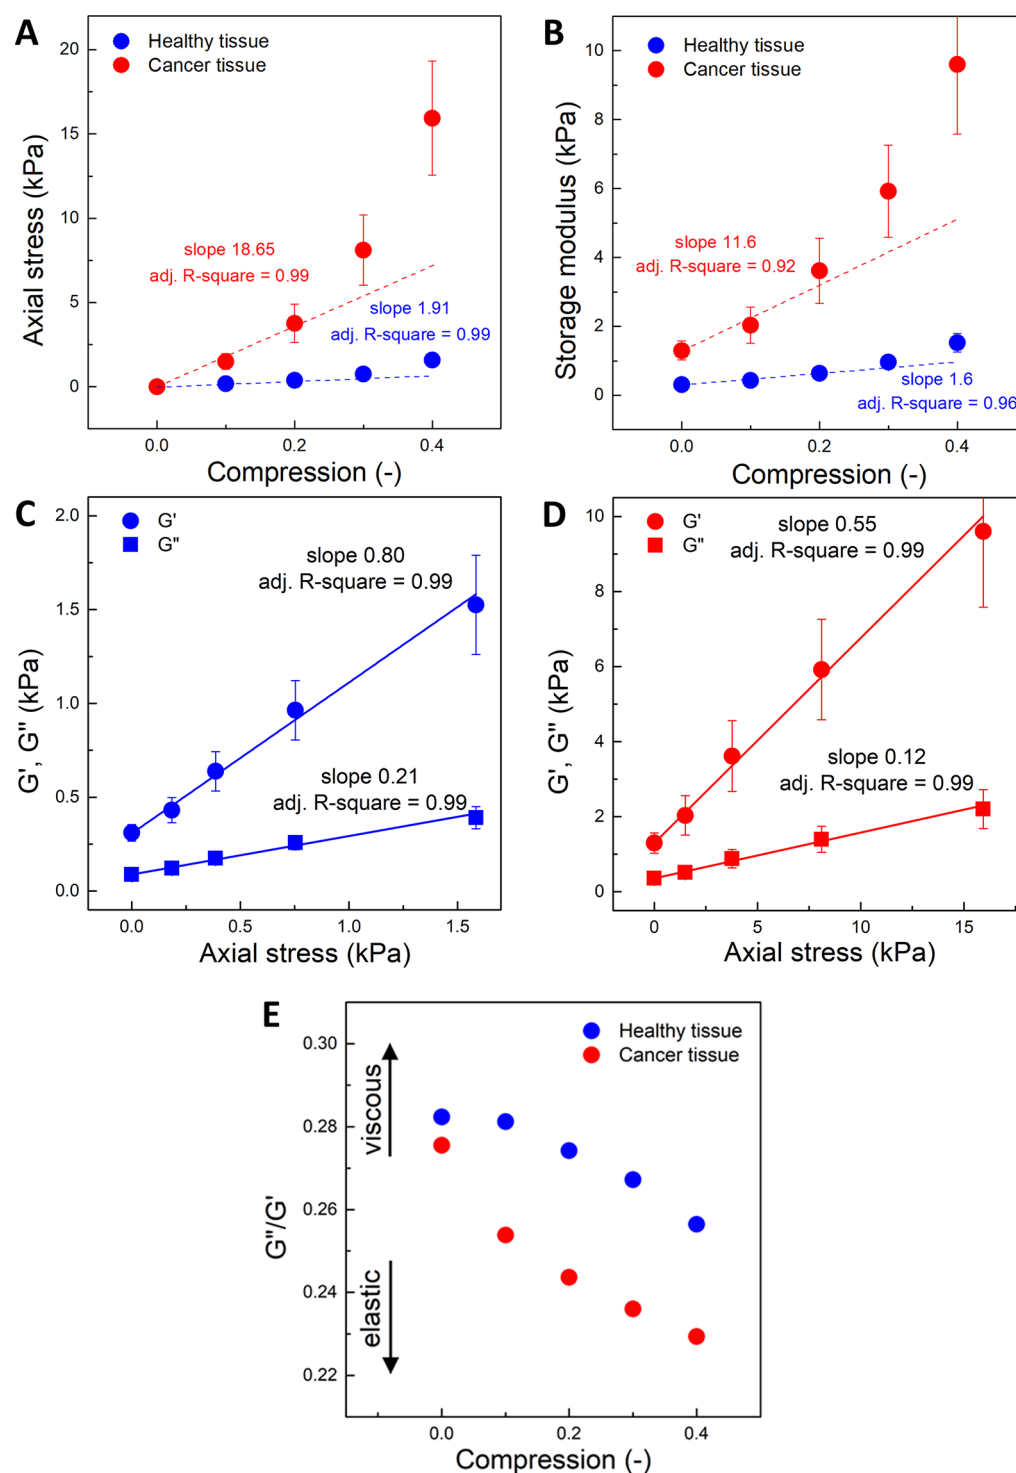 A
Healthy tissue
Cancer tissue
20
15
10
5
0
Axial stress (kPa)
slope 18.65
adj. R-square = 0.99
slope 1.91
adj. R-square = 0.99
0.0
0.2
0.4
Compression (-)
B
Healthy tissue
Cancer tissue
10
8
6
4
2
0
Storage modulus (kPa)
slope 11.6
adj. R-square = 0.92
slope 1.6
adj. R-square = 0.96
0.0
0.2
0.4
Compression (-)
C
G'
G"
2.0
1.5
1.0
0.5
0.0
G', G" (kPa)
slope 0.80
adj. R-square = 0.99
slope 0.21
adj. R-square = 0.99
0.0
0.5
1.0
1.5
Axial stress (kPa)
D
G'
G"
10
8
6
4
2
0
G', G" (kPa)
slope 0.55
adj. R-square = 0.99
slope 0.12
adj. R-square = 0.99
0
5
10
15
Axial stress (kPa)
E
Healthy tissue
Cancer tissue
0.30
0.28
0.26
0.24
0.22
G"/G'
viscous
elastic
0.0
0.2
0.4
Compression (-)